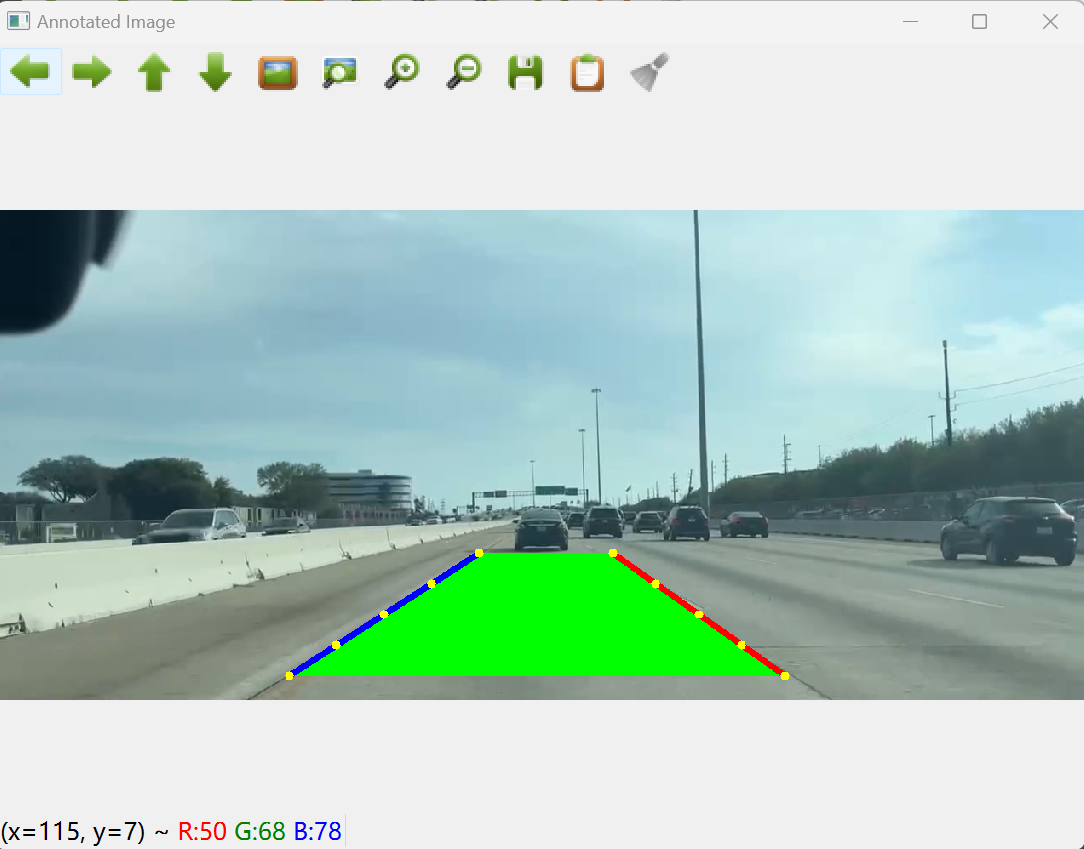 Annotated Image
(x=115, y=7) ~ R:50 G:68 B:78